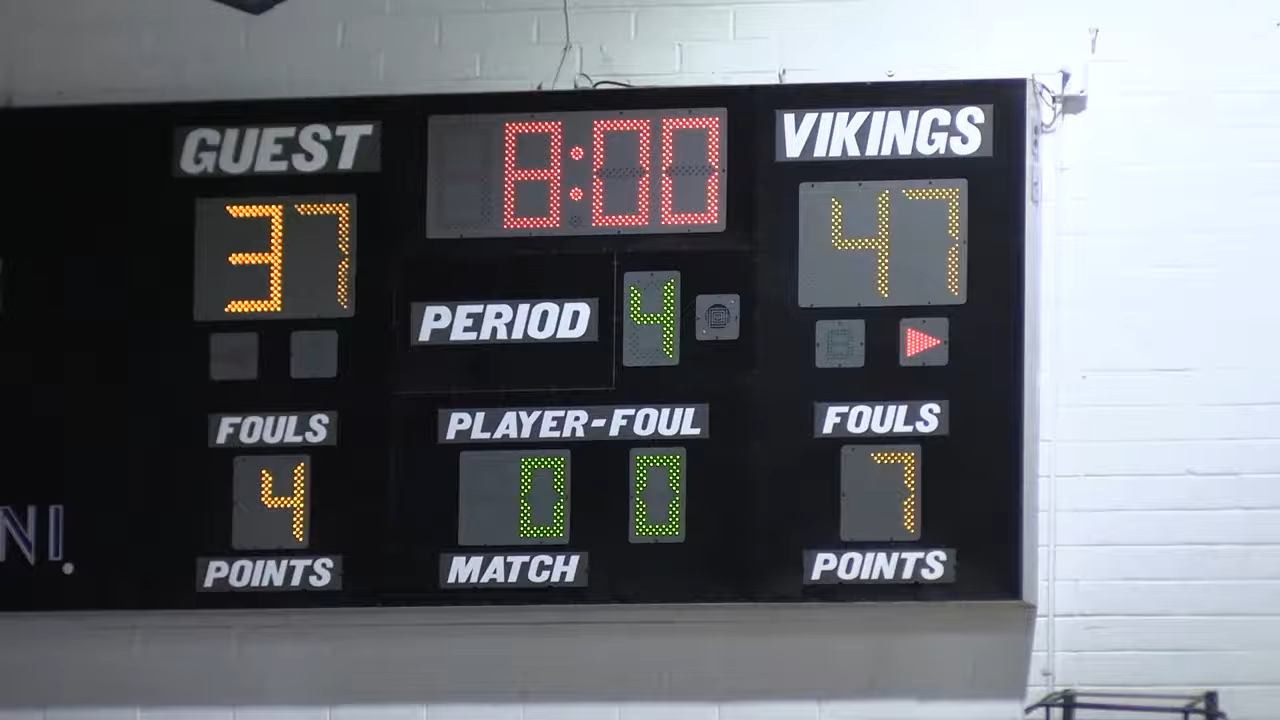 GUEST
8:00
VIKINGS
37
47
PERIOD
4
FOULS
PLAYER-FOUL
FOULS
4
0
0
7
NI.
POINTS
MATCH
POINTS